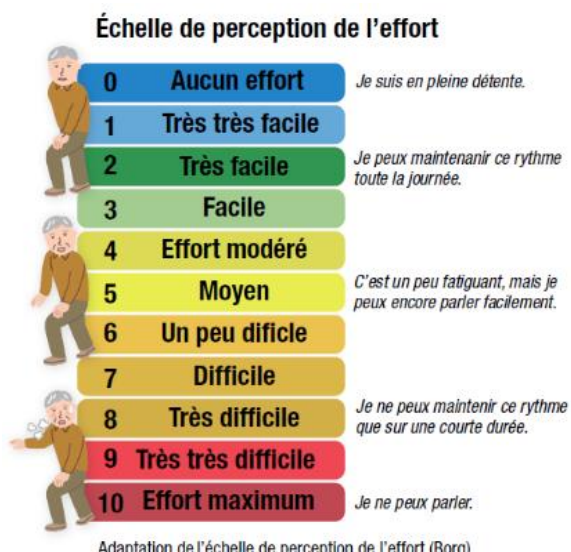 Échelle de perception de l'effort
0 Aucun effort Je suis en pleine détente.
1 Très très facile
2 Très facile Je peux maintenanir ce rythme
toute la journée.
3 Facile
4 Effort modéré
5 Moyen C'est un peu fatiguant, mais je
peux encore parler facilement.
6 Un peu dificle
7 Difficile
8 Très difficile Je ne peux maintenir ce rythme
que sur une courte durée.
9 Très très difficile
10 Effort maximum Je ne peux parler.
Adaptation de l'échelle de perception de l'effort (Borg)